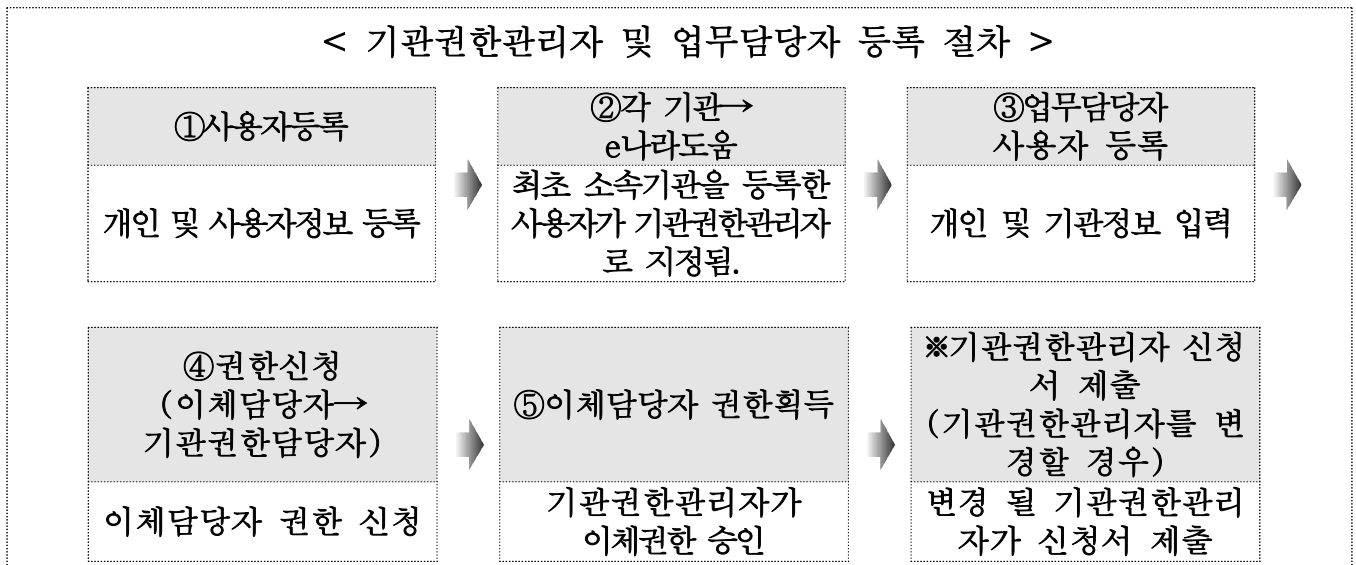 < 기관권한관리자 및 업무담당자 등록 절차 >
①사용자등록
개인 및 사용자정보 등록
②각 기관→
e나라도움
최초 소속기관을 등록한
사용자가 기관권한관리자
로 지정됨.
③업무담당자
사용자 등록
개인 및 기관정보 입력
④권한신청
(이체담당자→
기관권한담당자)
이체담당자 권한 신청
⑤이체담당자 권한획득
기관권한관리자가
이체권한 승인
※기관권한관리자 신청
서 제출
(기관권한관리자를 변
경할 경우)
변경 될 기관권한관리
자가 신청서 제출